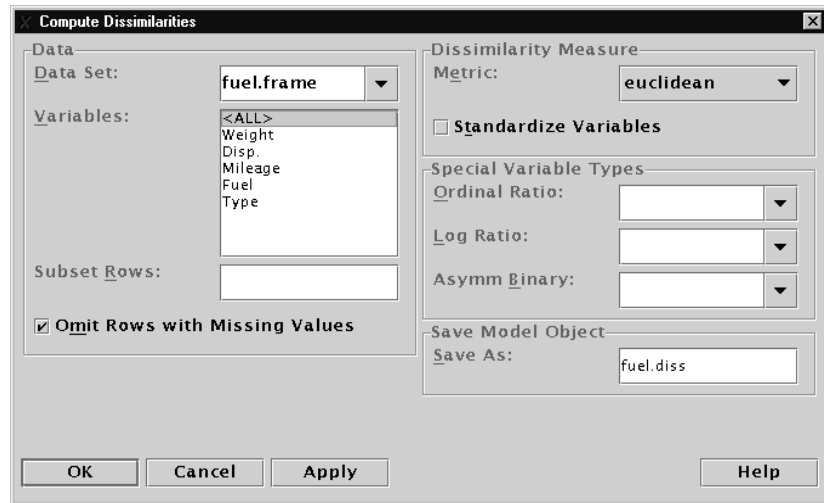 Compute Dissimilarities
Data
Data Set:
fuel.frame
Variables:
<ALL>
Weight
Disp.
Mileage
Fuel
Type
Subset Rows:
Omit Rows with Missing Values
Dissimilarity Measure
Metric:
euclidean
Standardize Variables
Special Variable Types
Ordinal Ratio:
Log Ratio:
Asymm Binary:
Save Model Object
Save As:
fuel.diss
OK
Cancel
Apply
Help